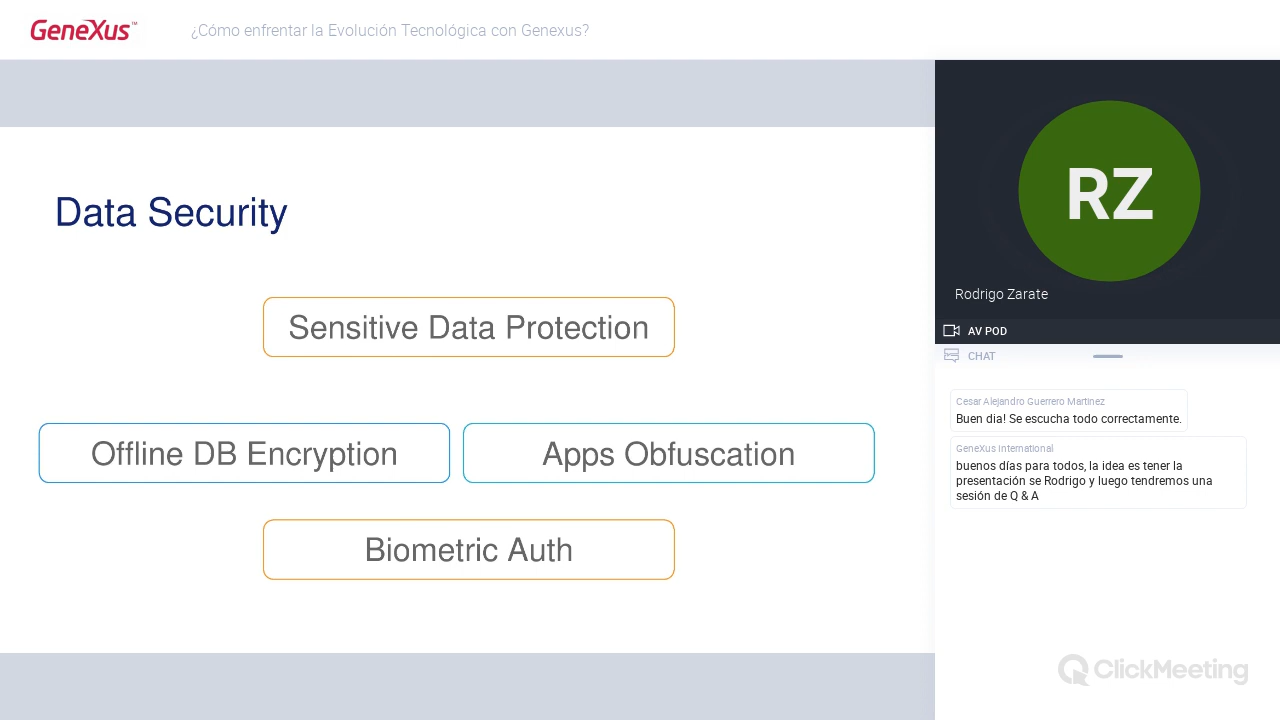 GeneXus™
¿Cómo enfrentar la Evolución Tecnológica con Genexus?
Data Security
Sensitive Data Protection
Offline DB Encryption
Apps Obfuscation
Biometric Auth
RZ
Rodrigo Zarate
AV POD
CHAT
Cesar Alejandro Guerrero Martinez
Buen dia! Se escucha todo correctamente.
GeneXus International
buenos días para todos, la idea es tener la
presentación se Rodrigo y luego tendremos una
sesión de Q & A
ClickMeeting